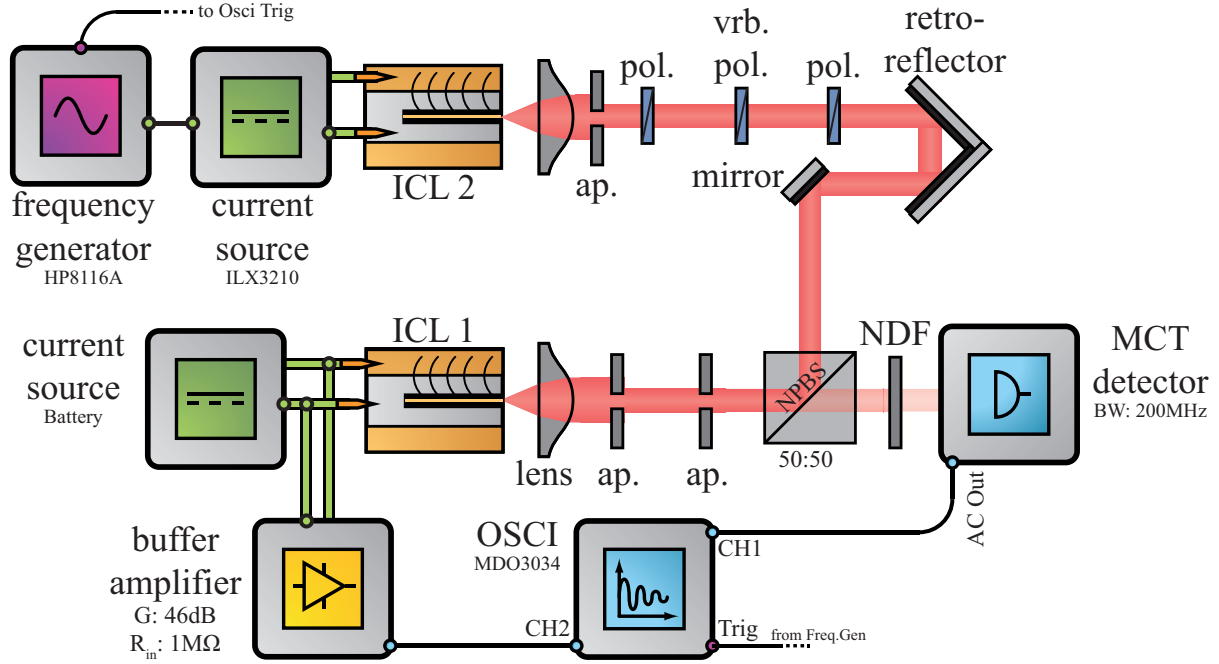 to Osci Trig
frequency
generator
HP8116A
current
source
ILX3210
ICL 2
ap.
pol.
vrb.
pol.
pol.
retro-
reflector
mirror
current
source
Battery
ICL 1
lens
ap.
ap.
NPBS
50:50
NDF
MCT
detector
BW: 200MHz
AC Out
buffer
amplifier
G: 46dB
Rin: 1MΩ
OSCI
MDO3034
CH1
CH2
Trig
from Freq.Gen